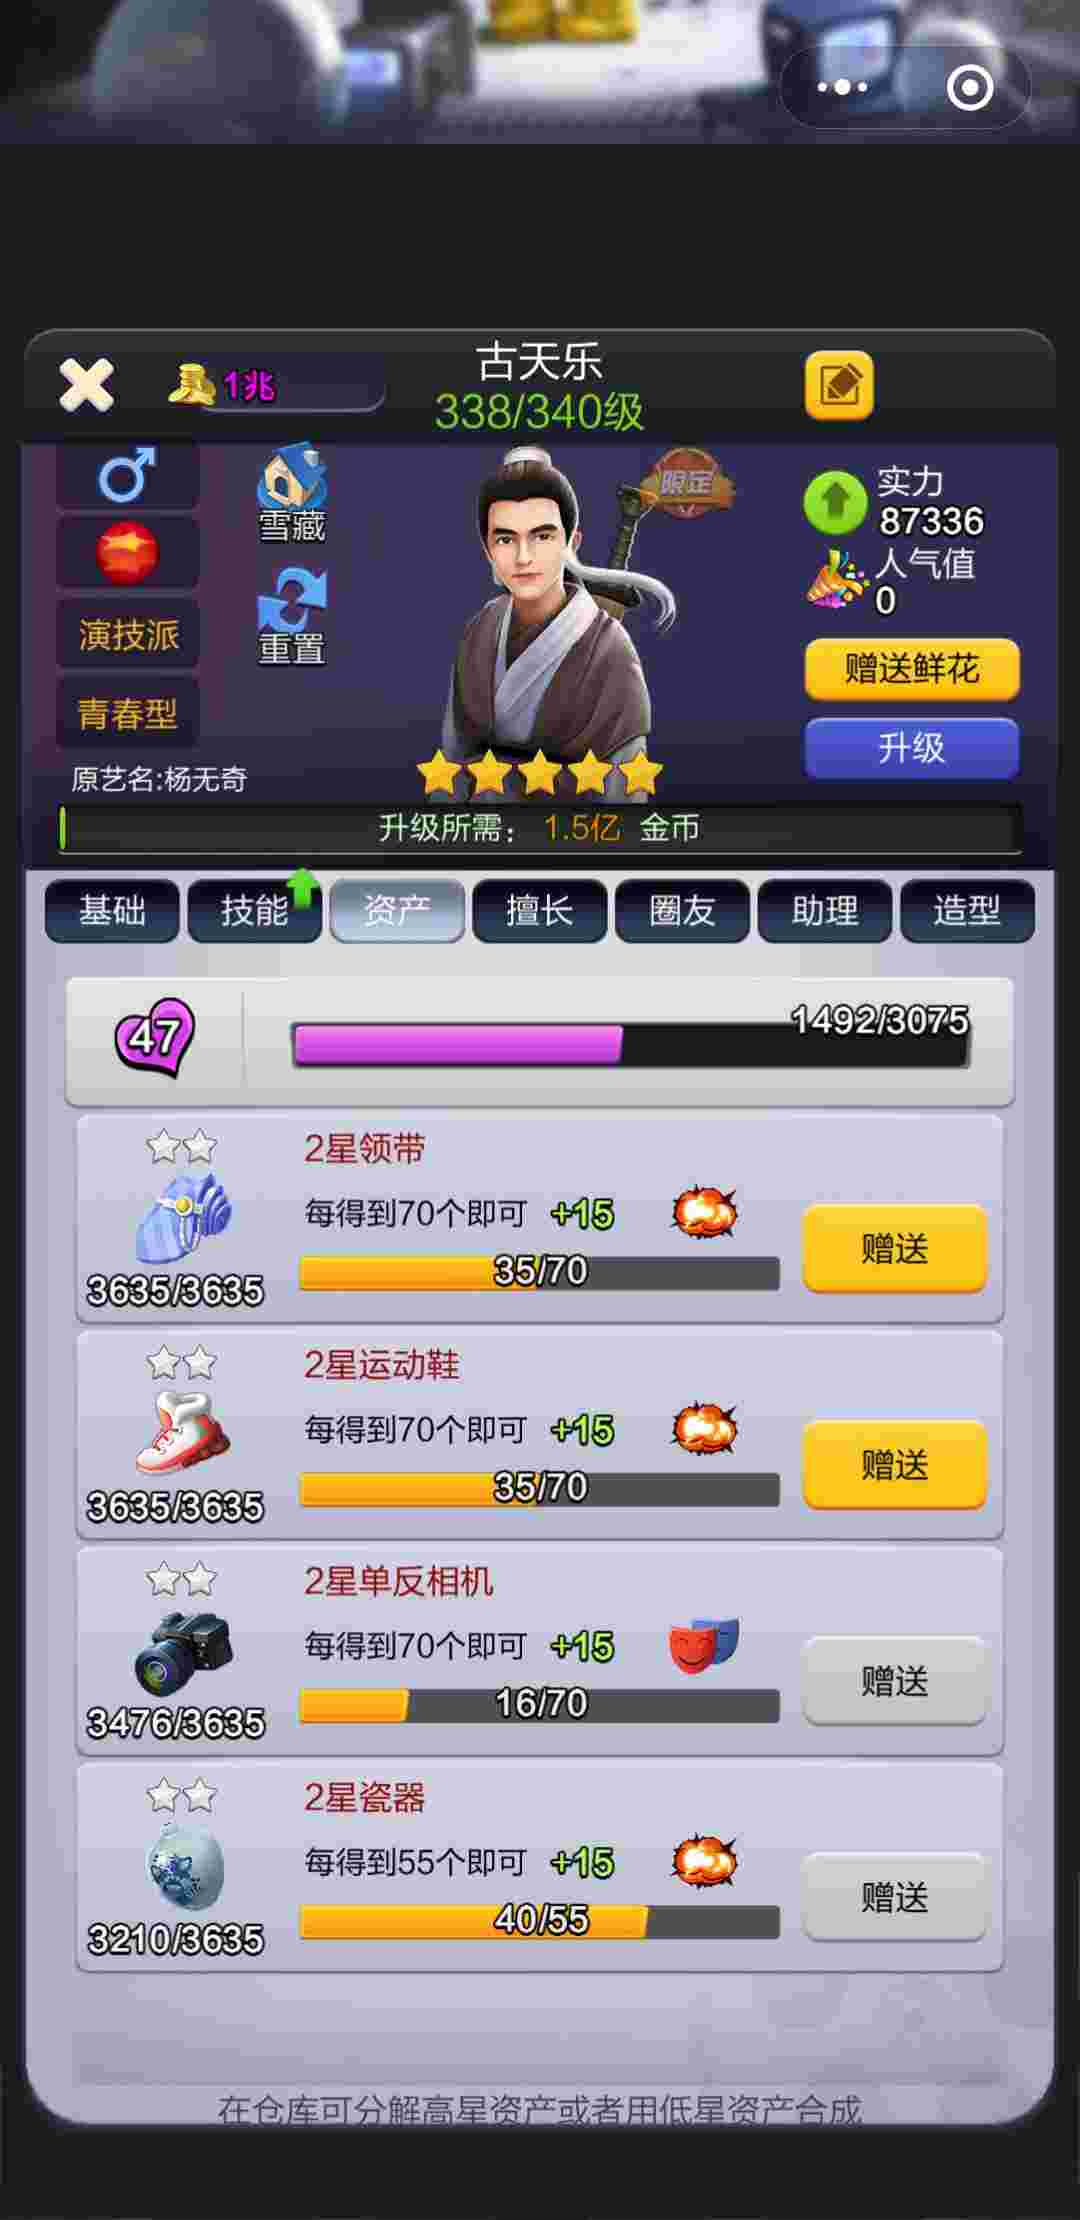 古天乐
1兆
338/340级
限定
雪藏
重置
演技派
青春型
原艺名:杨无奇
实力
87336
人气值
0
赠送鲜花
升级
升级所需： 1.5亿 金币
基础 技能 资产 擅长 圈友 助理 造型
47
1492/3075
2星领带
每得到70个即可 +15
35/70
3635/3635
赠送
2星运动鞋
每得到70个即可 +15
35/70
3635/3635
赠送
2星单反相机
每得到70个即可 +15
16/70
3476/3635
赠送
2星瓷器
每得到55个即可 +15
40/55
3210/3635
赠送
在仓库可分解高星资产或者用低星资产合成